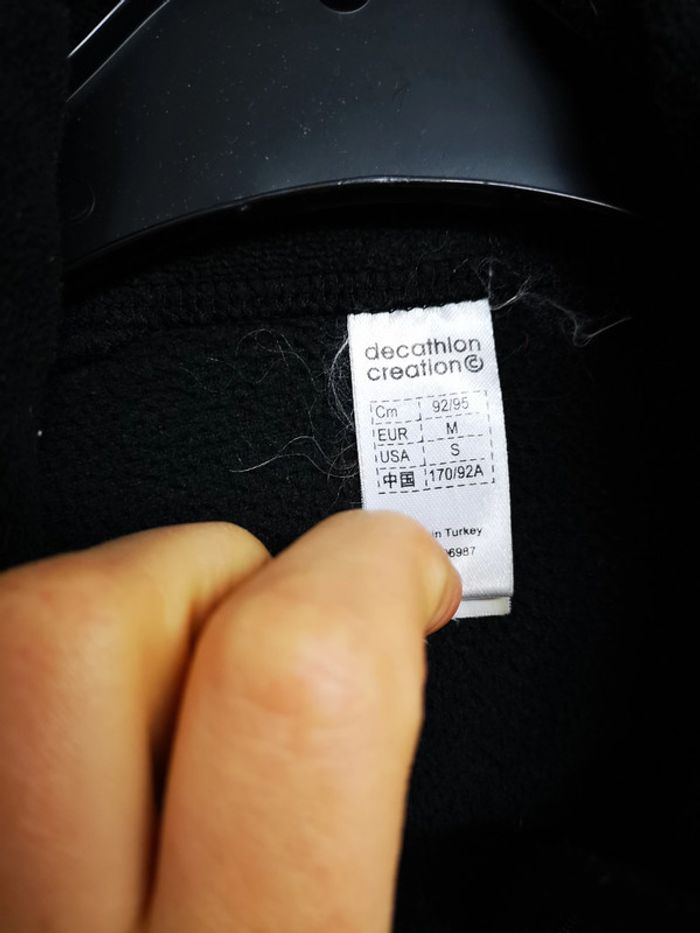 decathlon
creation©
Cm 92/95
EUR M
USA S
中国 170/92A
in Turkey
6987